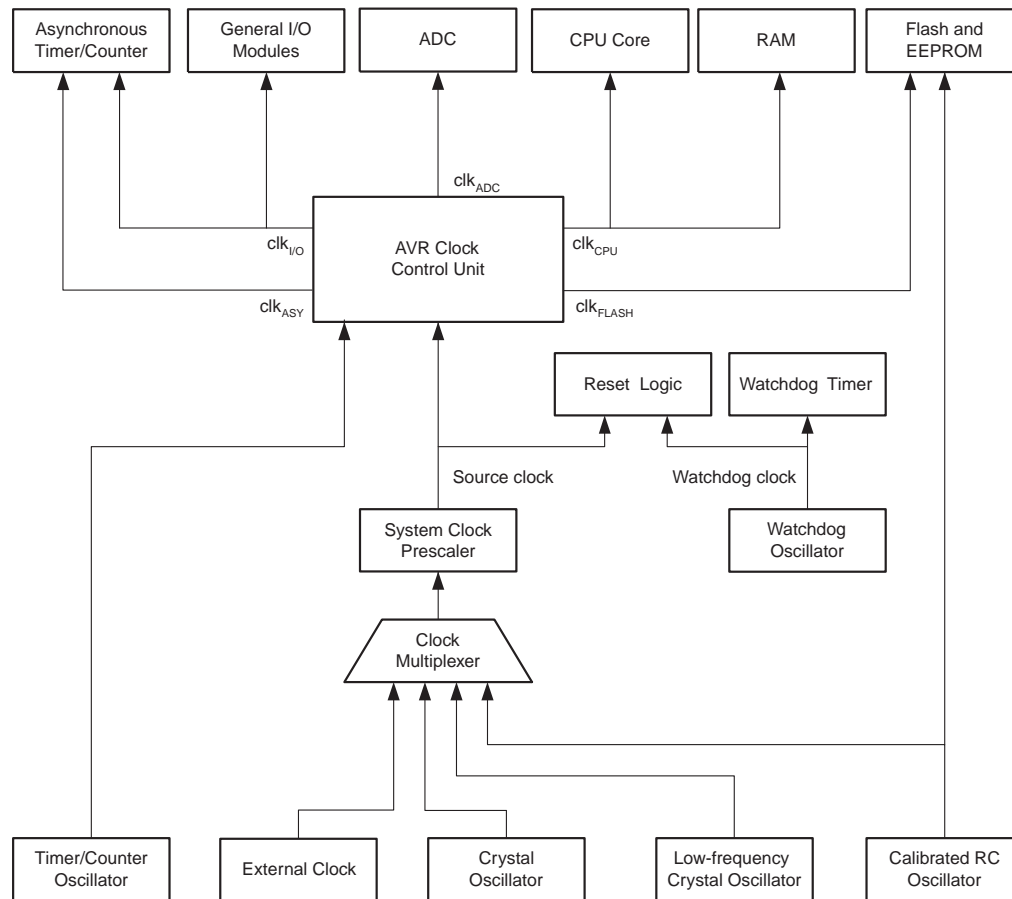 Asynchronous
Timer/Counter
General I/O
Modules
ADC
CPU Core
RAM
Flash and
EEPROM
clkADC
clkI/O
AVR Clock
Control Unit
clkCPU
clkASY
clkFLASH
Reset Logic
Watchdog Timer
Source clock
Watchdog clock
System Clock
Prescaler
Watchdog
Oscillator
Clock
Multiplexer
Timer/Counter
Oscillator
External Clock
Crystal
Oscillator
Low-frequency
Crystal Oscillator
Calibrated RC
Oscillator